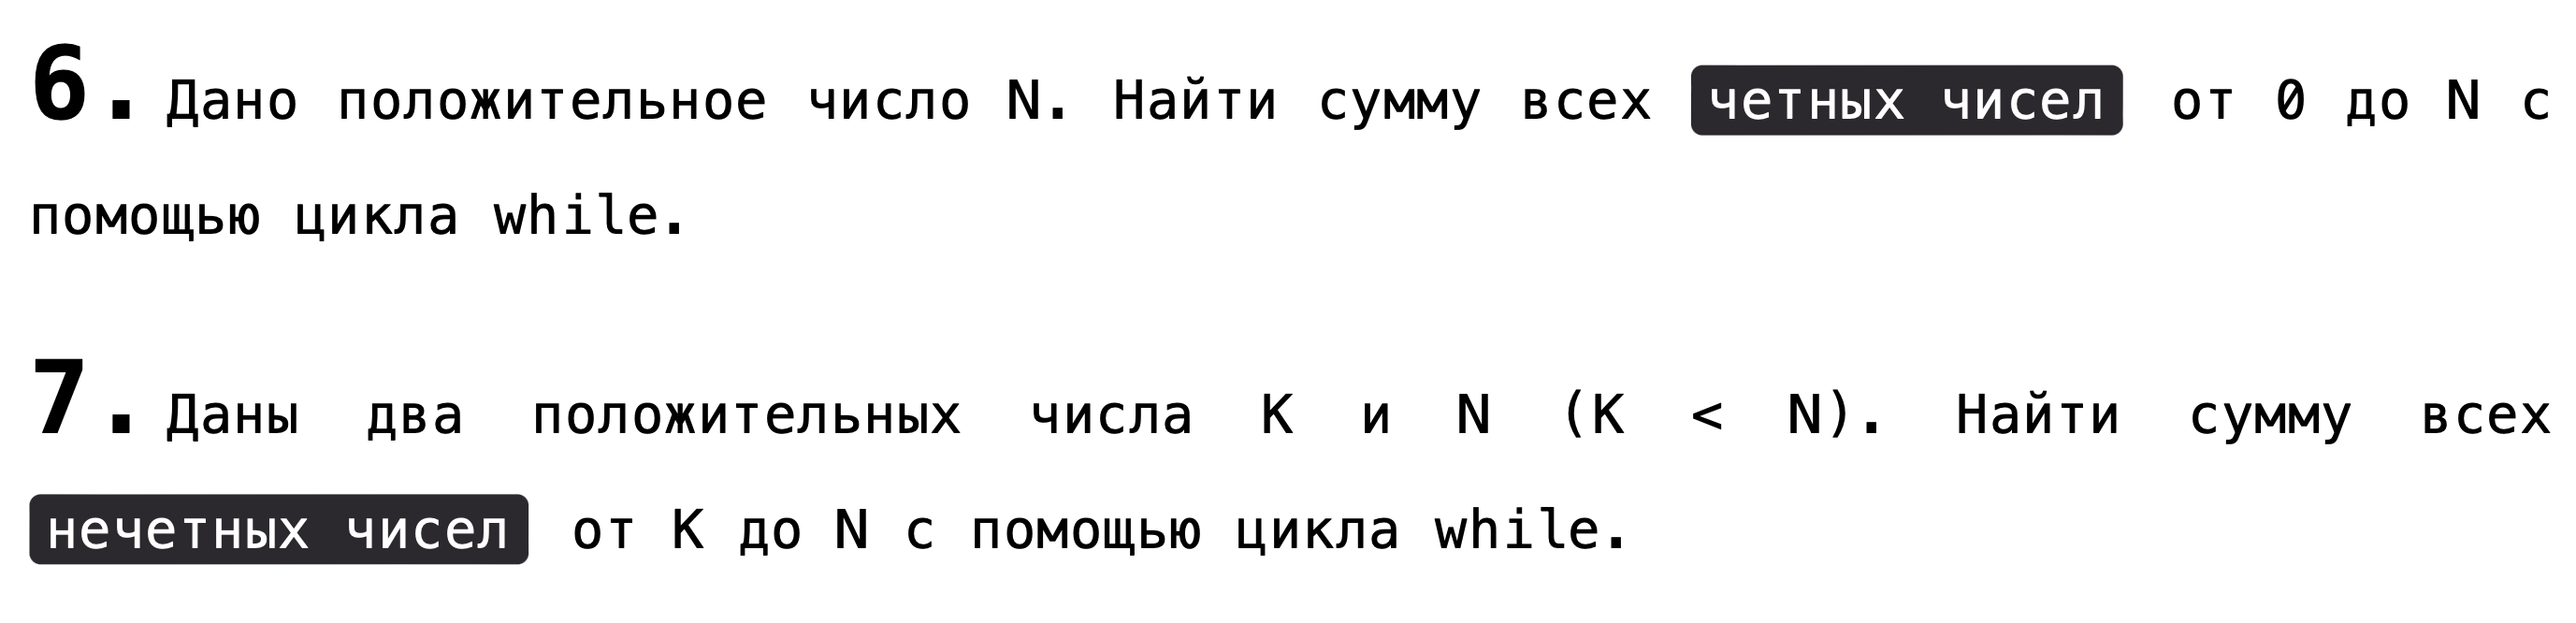 6. Дано положительное число N. Найти сумму всех четных чисел от 0 до N с
помощью цикла while.
7. Даны два положительных числа K и N (K < N). Найти сумму всех
нечетных чисел от K до N с помощью цикла while.